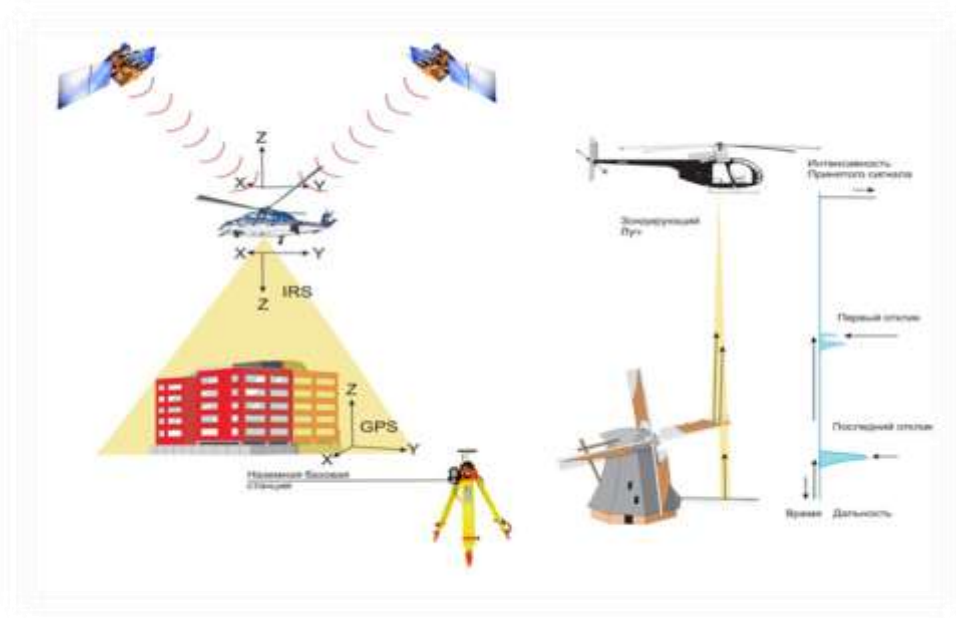 Z
X
Y
X
Y
Z
IRS
Z
GPS
X
Y
Наземная базовая
станция
Интенсивность
Принятого сигнала
Зондирующий
Луч
Первый отклик
Последний отклик
Время
Дальность